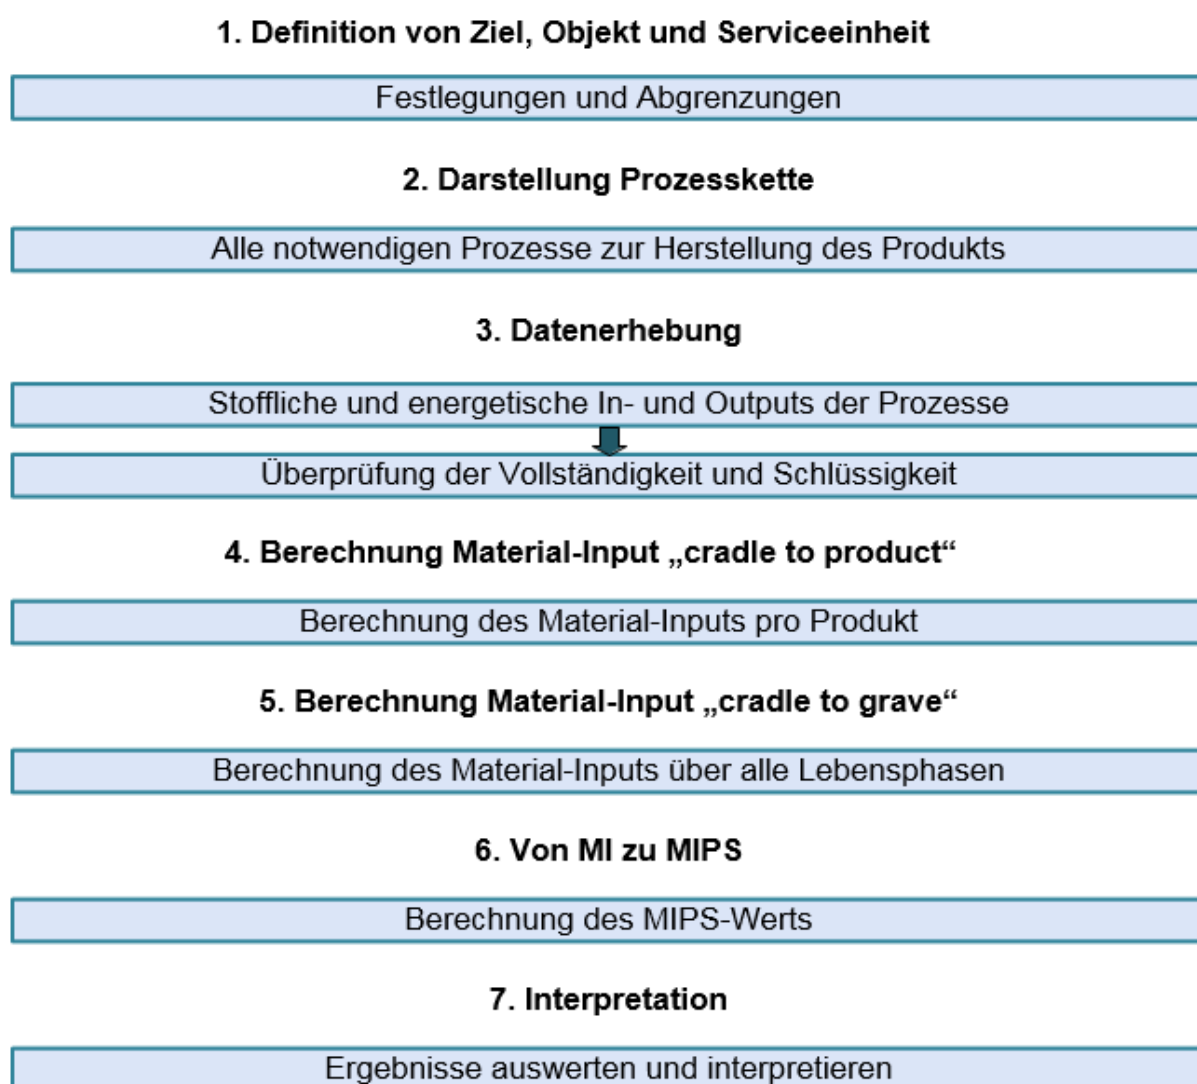 1. Definition von Ziel, Objekt und Serviceeinheit
Festlegungen und Abgrenzungen
2. Darstellung Prozesskette
Alle notwendigen Prozesse zur Herstellung des Produkts
3. Datenerhebung
Stoffliche und energetische In- und Outputs der Prozesse
Überprüfung der Vollständigkeit und Schlüssigkeit
4. Berechnung Material-Input „cradle to product“
Berechnung des Material-Inputs pro Produkt
5. Berechnung Material-Input „cradle to grave“
Berechnung des Material-Inputs über alle Lebensphasen
6. Von MI zu MIPS
Berechnung des MIPS-Werts
7. Interpretation
Ergebnisse auswerten und interpretieren